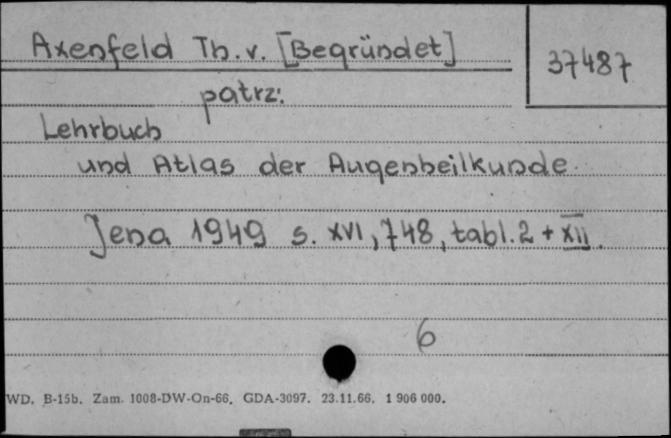 Axenfeld Th. v. [Begründet]
37487
patrz:
Lehrbuch
und Atlas der Augenheilkunde
Jena 1949 s. XVI, 748, tabl. 2 + XII.
6
WD. B-15b. Zam. 1008-DW-On-66. GDA-3097. 23.11.66. 1 906 000.